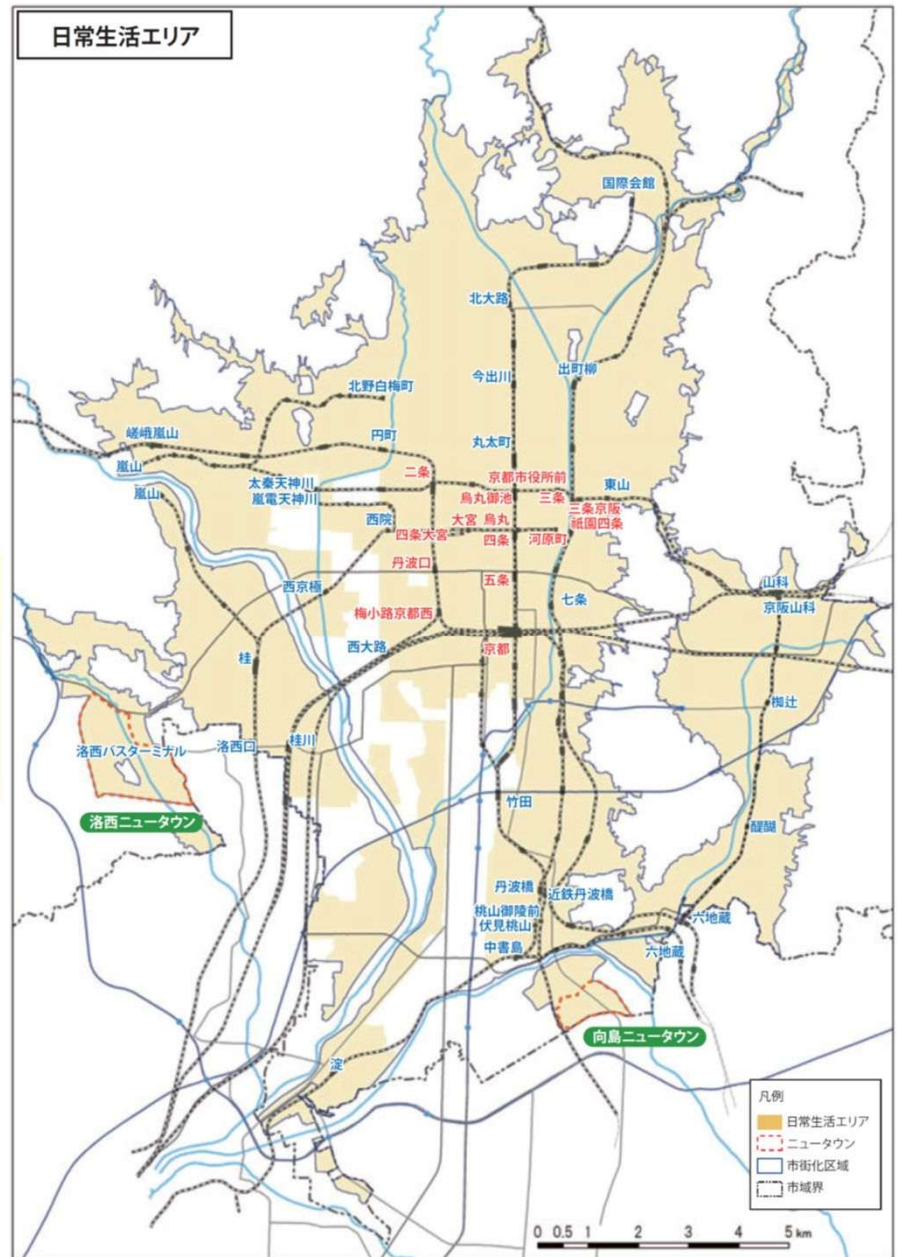 日常生活エリア
国際会館
北大路
今出川
出町柳
北野白梅町
円町
丸太町
嵯峨嵐山
嵐山
嵐山
二条
京都市役所前
太秦天神川
嵐電天神川
烏丸御池
三条
東山
三条京阪
祇園四条
西院
大宮
烏丸
四条大宮
四条
河原町
丹波口
五条
西京極
七条
山科
京阪山科
梅小路京都西
西大路
京都
桂
椥辻
洛西バスターミナル
洛西口
桂川
竹田
洛西ニュータウン
醍醐
丹波橋
近鉄丹波橋
桃山御陵前
伏見桃山
中書島
六地蔵
六地蔵
向島ニュータウン
淀
凡例
日常生活エリア
ニュータウン
市街化区域
市域界
0 0.5 1 2 3 4 5 km